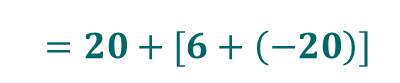 = 20 + [6 + (−20)]